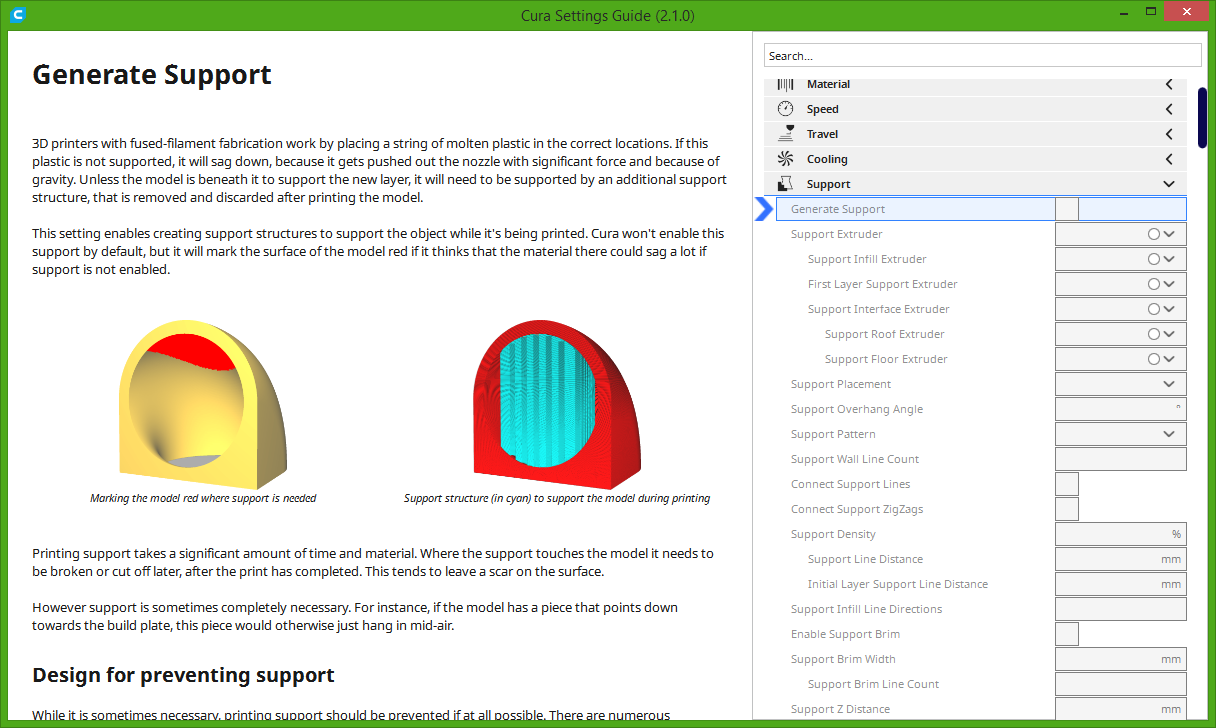 Cura Settings Guide (2.1.0)
Generate Support
3D printers with fused-filament fabrication work by placing a string of molten plastic in the correct locations. If this
plastic is not supported, it will sag down, because it gets pushed out the nozzle with significant force and because of
gravity. Unless the model is beneath it to support the new layer, it will need to be supported by an additional support
structure, that is removed and discarded after printing the model.
This setting enables creating support structures to support the object while it's being printed. Cura won't enable this
support by default, but it will mark the surface of the model red if it thinks that the material there could sag a lot if
support is not enabled.
Marking the model red where support is needed
Support structure (in cyan) to support the model during printing
Printing support takes a significant amount of time and material. Where the support touches the model it needs to
be broken or cut off later, after the print has completed. This tends to leave a scar on the surface.
However support is sometimes completely necessary. For instance, if the model has a piece that points down
towards the build plate, this piece would otherwise just hang in mid-air.
Design for preventing support
While it is sometimes necessary, printing support should be prevented if at all possible. There are numerous
Search...
Material
Speed
Travel
Cooling
Support
Generate Support
Support Extruder
Support Infill Extruder
First Layer Support Extruder
Support Interface Extruder
Support Roof Extruder
Support Floor Extruder
Support Placement
Support Overhang Angle °
Support Pattern
Support Wall Line Count
Connect Support Lines
Connect Support ZigZags
Support Density %
Support Line Distance mm
Initial Layer Support Line Distance mm
Support Infill Line Directions
Enable Support Brim
Support Brim Width mm
Support Brim Line Count
Support Z Distance mm